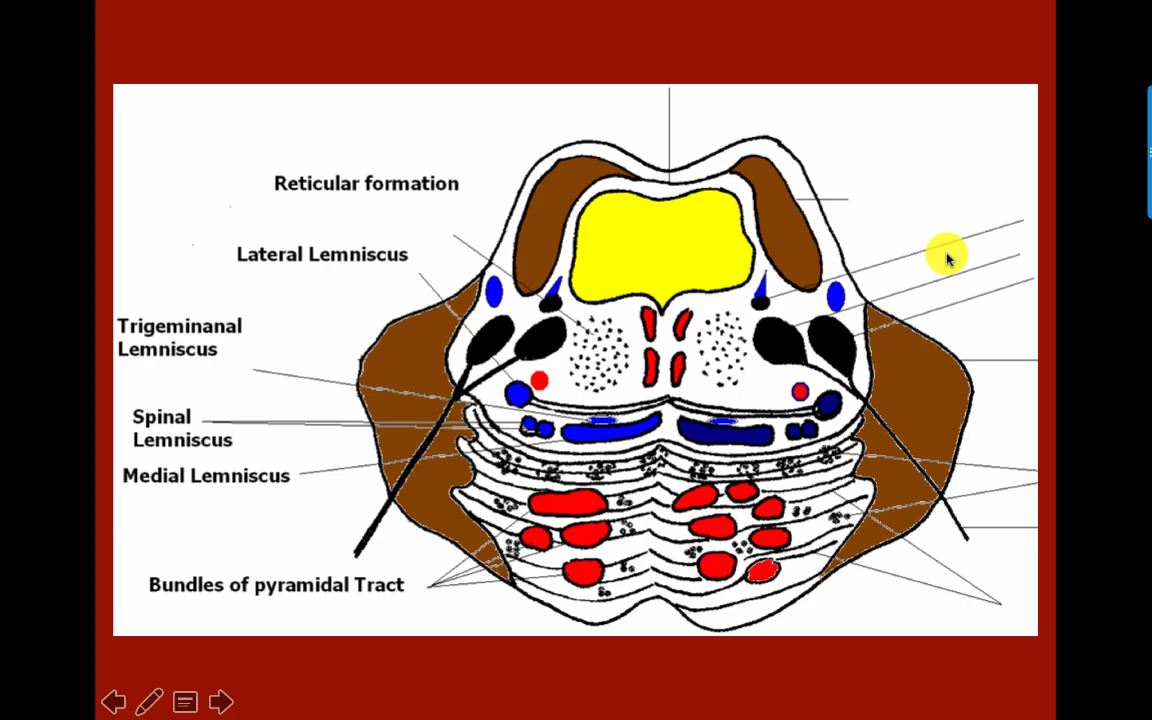 Reticular formation
Lateral Lemniscus
Trigeminanal
Lemniscus
Spinal
Lemniscus
Medial Lemniscus
Bundles of pyramidal Tract